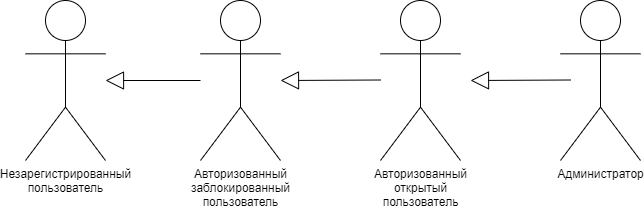 Незарегистрированный
пользователь
Авторизованный
заблокированный
пользователь
Авторизованный
открытый
пользователь
Администратор